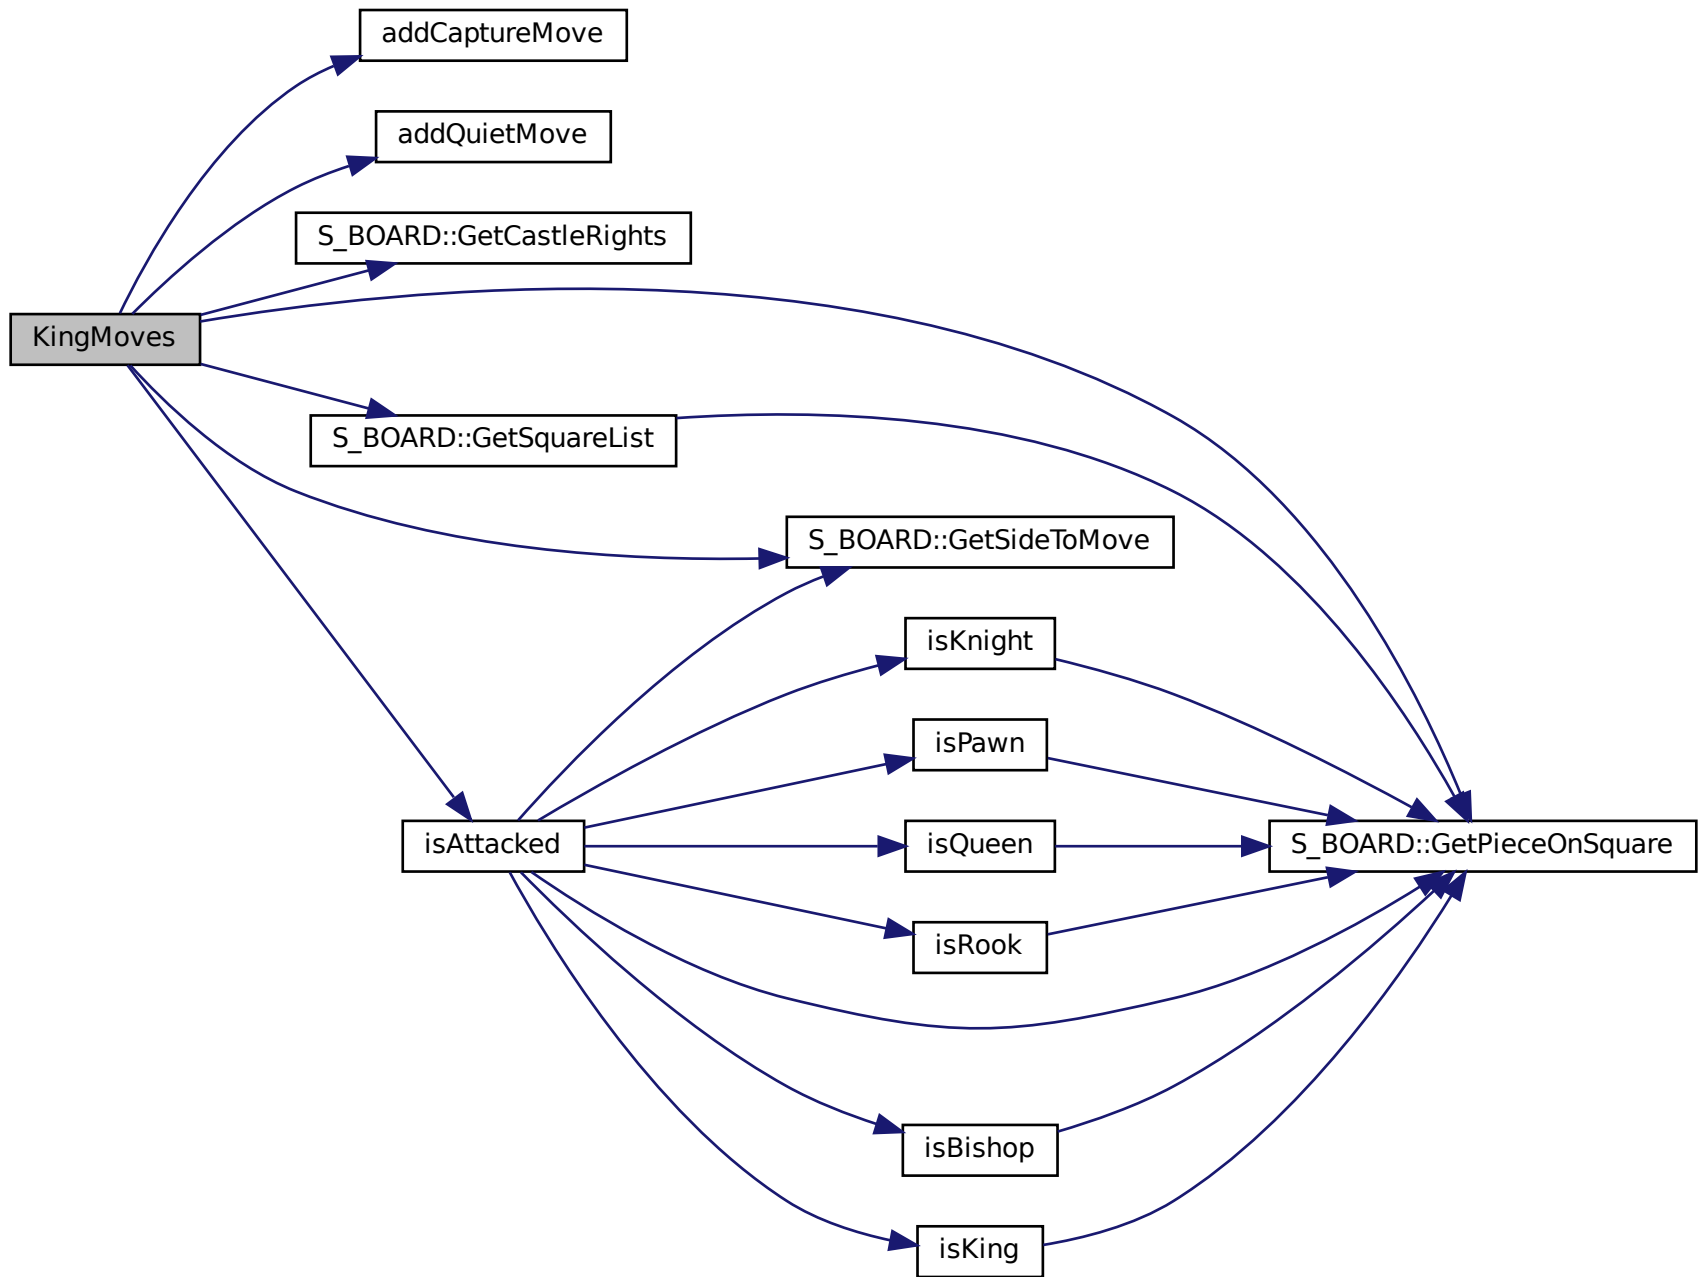 addCaptureMove
addQuietMove
S_BOARD::GetCastleRights
KingMoves
S_BOARD::GetSquareList
S_BOARD::GetSideToMove
isKnight
isPawn
isAttacked
isQueen
S_BOARD::GetPieceOnSquare
isRook
isBishop
isKing